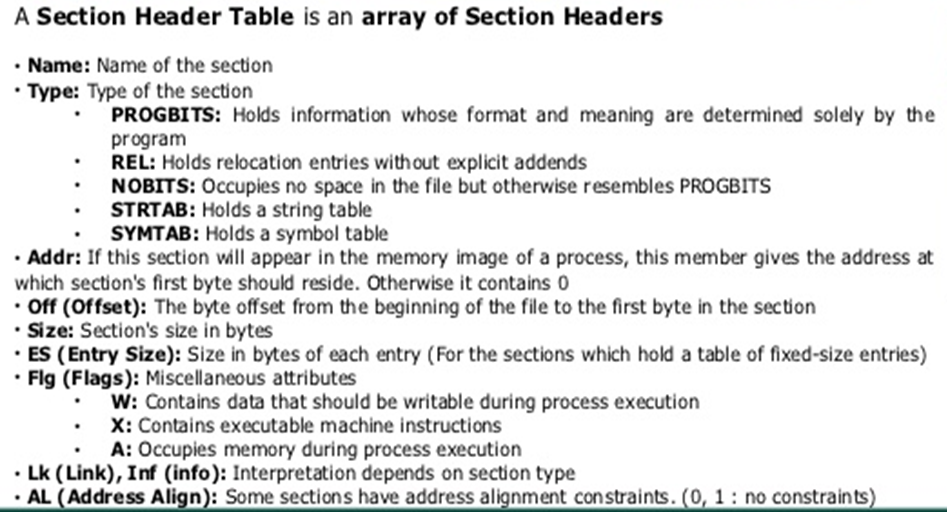 A Section Header Table is an array of Section Headers
• Name: Name of the section
• Type: Type of the section
• PROGBITS: Holds information whose format and meaning are determined solely by the
program
• REL: Holds relocation entries without explicit addends
• NOBITS: Occupies no space in the file but otherwise resembles PROGBITS
• STRTAB: Holds a string table
• SYMTAB: Holds a symbol table
• Addr: If this section will appear in the memory image of a process, this member gives the address at
which section's first byte should reside. Otherwise it contains 0
• Off (Offset): The byte offset from the beginning of the file to the first byte in the section
• Size: Section's size in bytes
• ES (Entry Size): Size in bytes of each entry (For the sections which hold a table of fixed-size entries)
• Flg (Flags): Miscellaneous attributes
• W: Contains data that should be writable during process execution
• X: Contains executable machine instructions
• A: Occupies memory during process execution
• Lk (Link), Inf (info): Interpretation depends on section type
• AL (Address Align): Some sections have address alignment constraints. (0, 1 : no constraints)